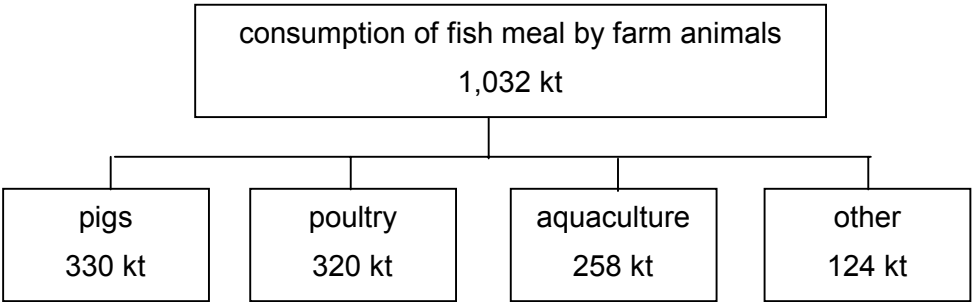 consumption of fish meal by farm animals
1,032 kt
pigs
330 kt
poultry
320 kt
aquaculture
258 kt
other
124 kt